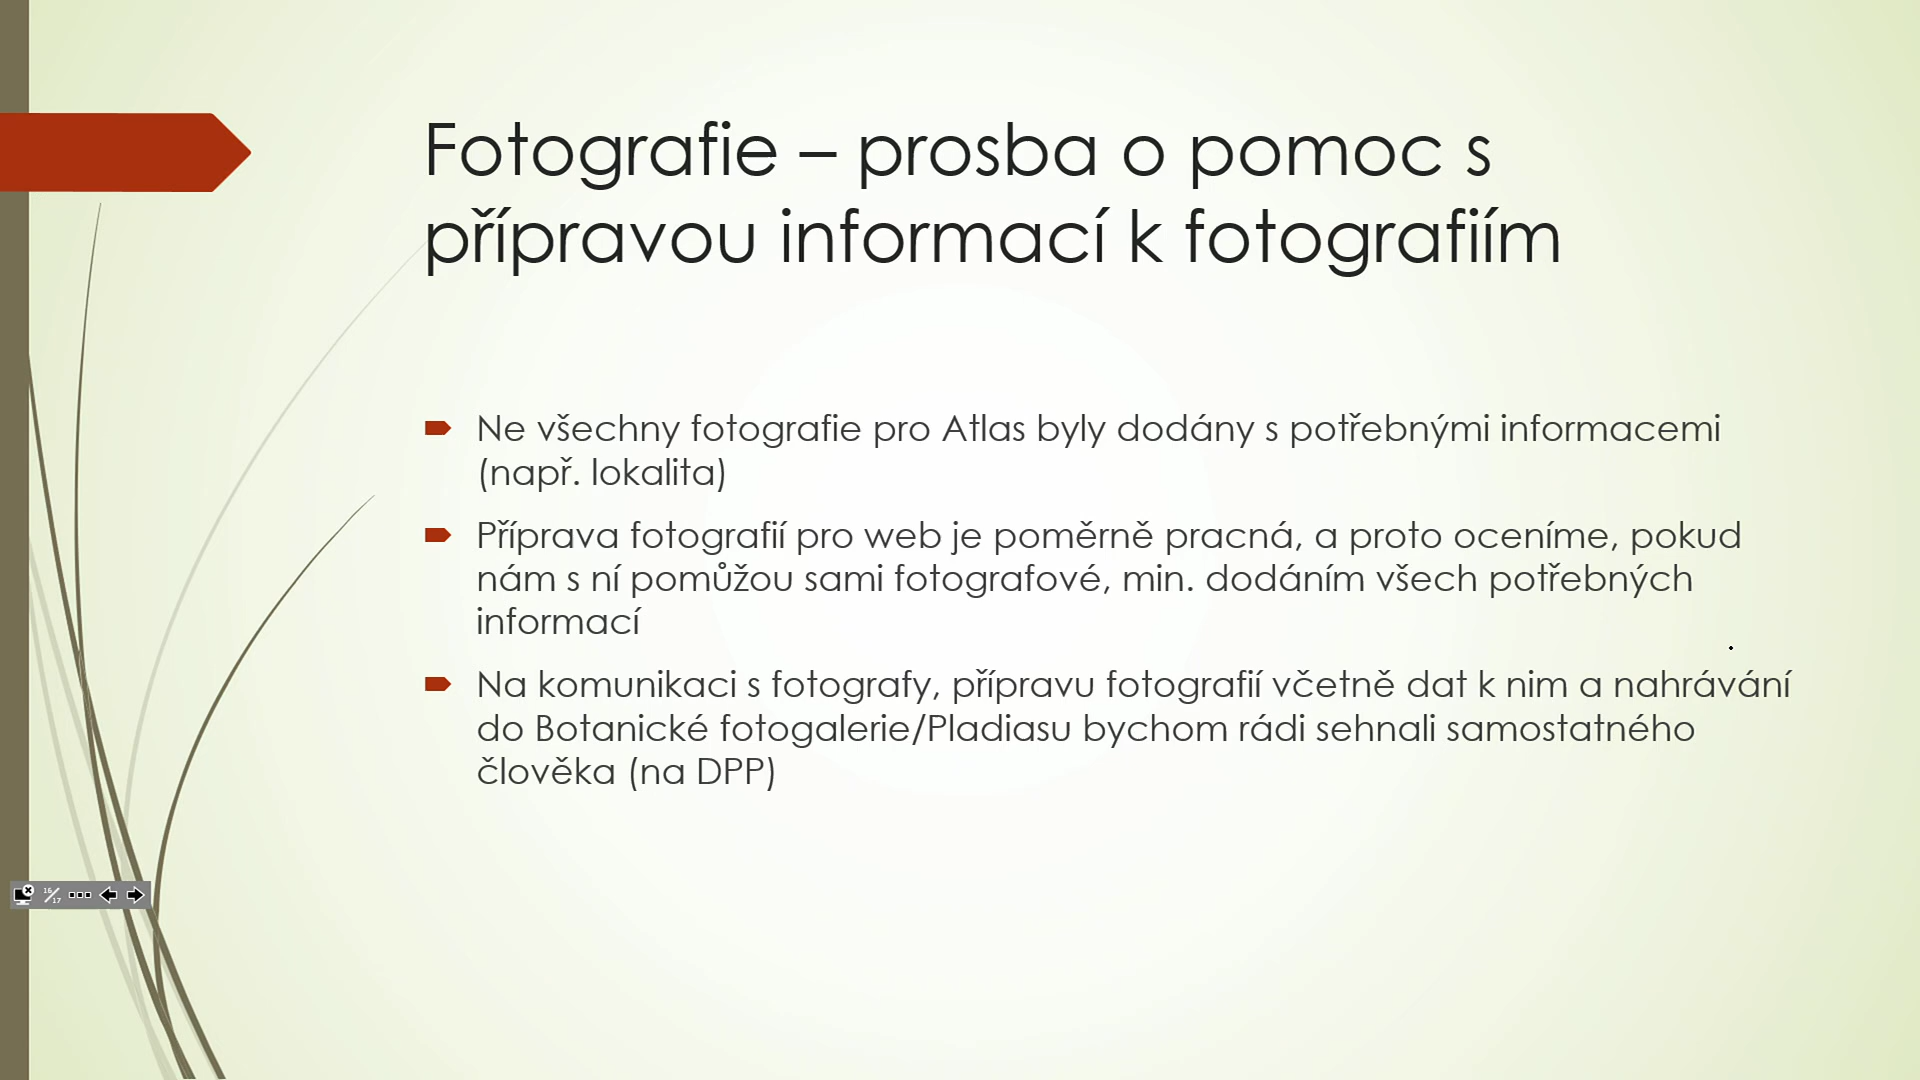 Fotografie – prosba o pomoc s
přípravou informací k fotografiím
Ne všechny fotografie pro Atlas byly dodány s potřebnými informacemi
(např. lokalita)
Příprava fotografií pro web je poměrně pracná, a proto oceníme, pokud
nám s ní pomůžou sami fotografové, min. dodáním všech potřebných
informací
Na komunikaci s fotografy, přípravu fotografií včetně dat k nim a nahrávání
do Botanické fotogalerie/Pladiasu bychom rádi sehnali samostatného
člověka (na DPP)
16/17